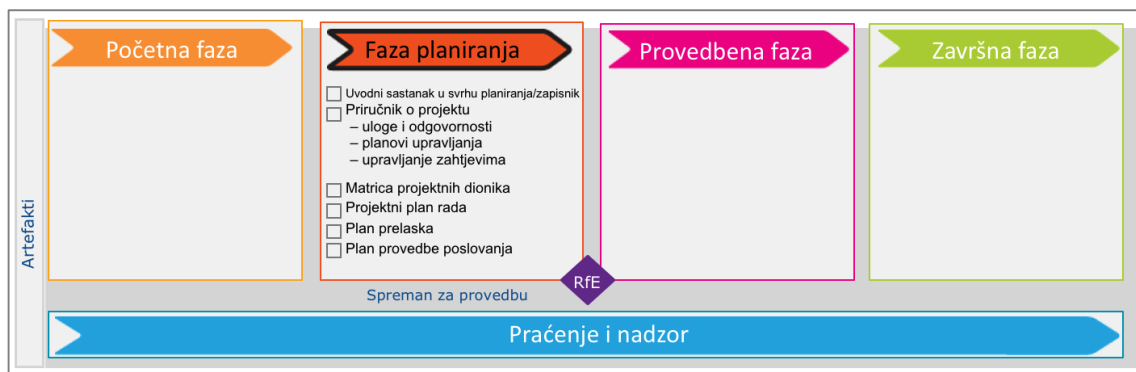 Artefakti
Početna faza
Faza planiranja
Uvodni sastanak u svrhu planiranja/zapisnik
Priručnik o projektu
– uloge i odgovornosti
– planovi upravljanja
– upravljanje zahtjevima
Matrica projektnih dionika
Projektni plan rada
Plan prelaska
Plan provedbe poslovanja
Provedbena faza
Završna faza
RfE
Spreman za provedbu
Praćenje i nadzor